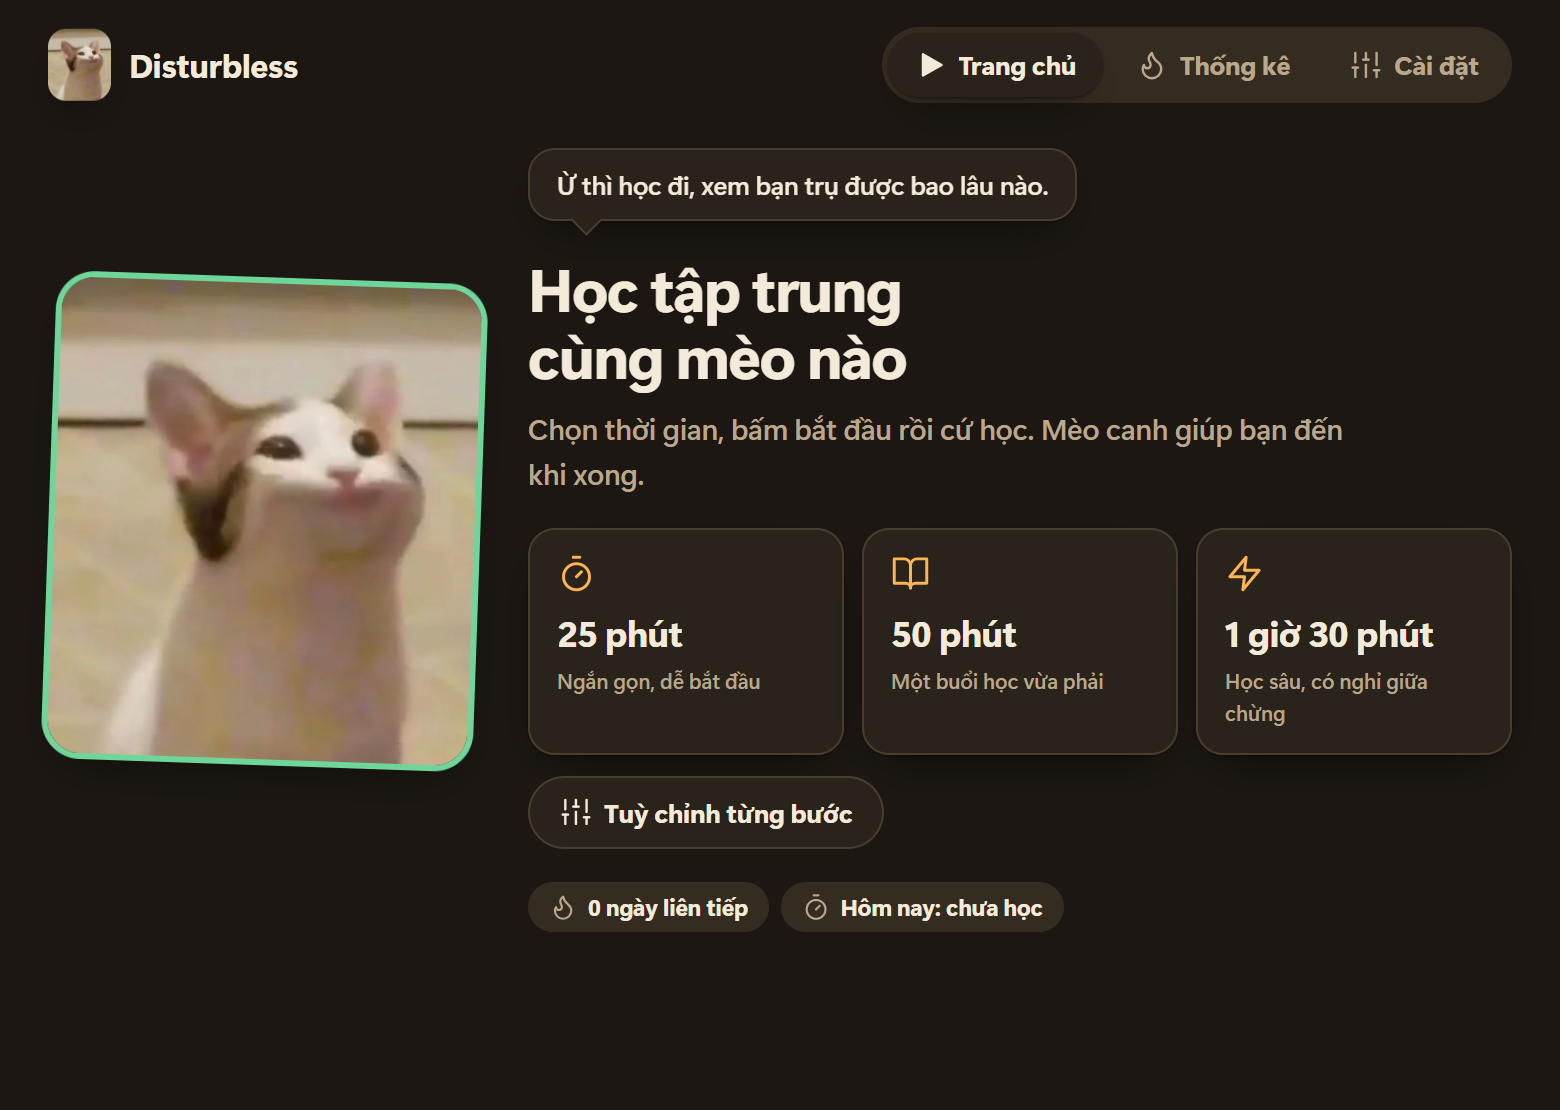 Disturbless
Trang chủ
Thống kê
Cài đặt
Ừ thì học đi, xem bạn trụ được bao lâu nào.
Học tập trung
cùng mèo nào
Chọn thời gian, bấm bắt đầu rồi cứ học. Mèo canh giúp bạn đến
khi xong.
25 phút
Ngắn gọn, dễ bắt đầu
50 phút
Một buổi học vừa phải
1 giờ 30 phút
Học sâu, có nghỉ giữa
chừng
Tuỳ chỉnh từng bước
0 ngày liên tiếp
Hôm nay: chưa học